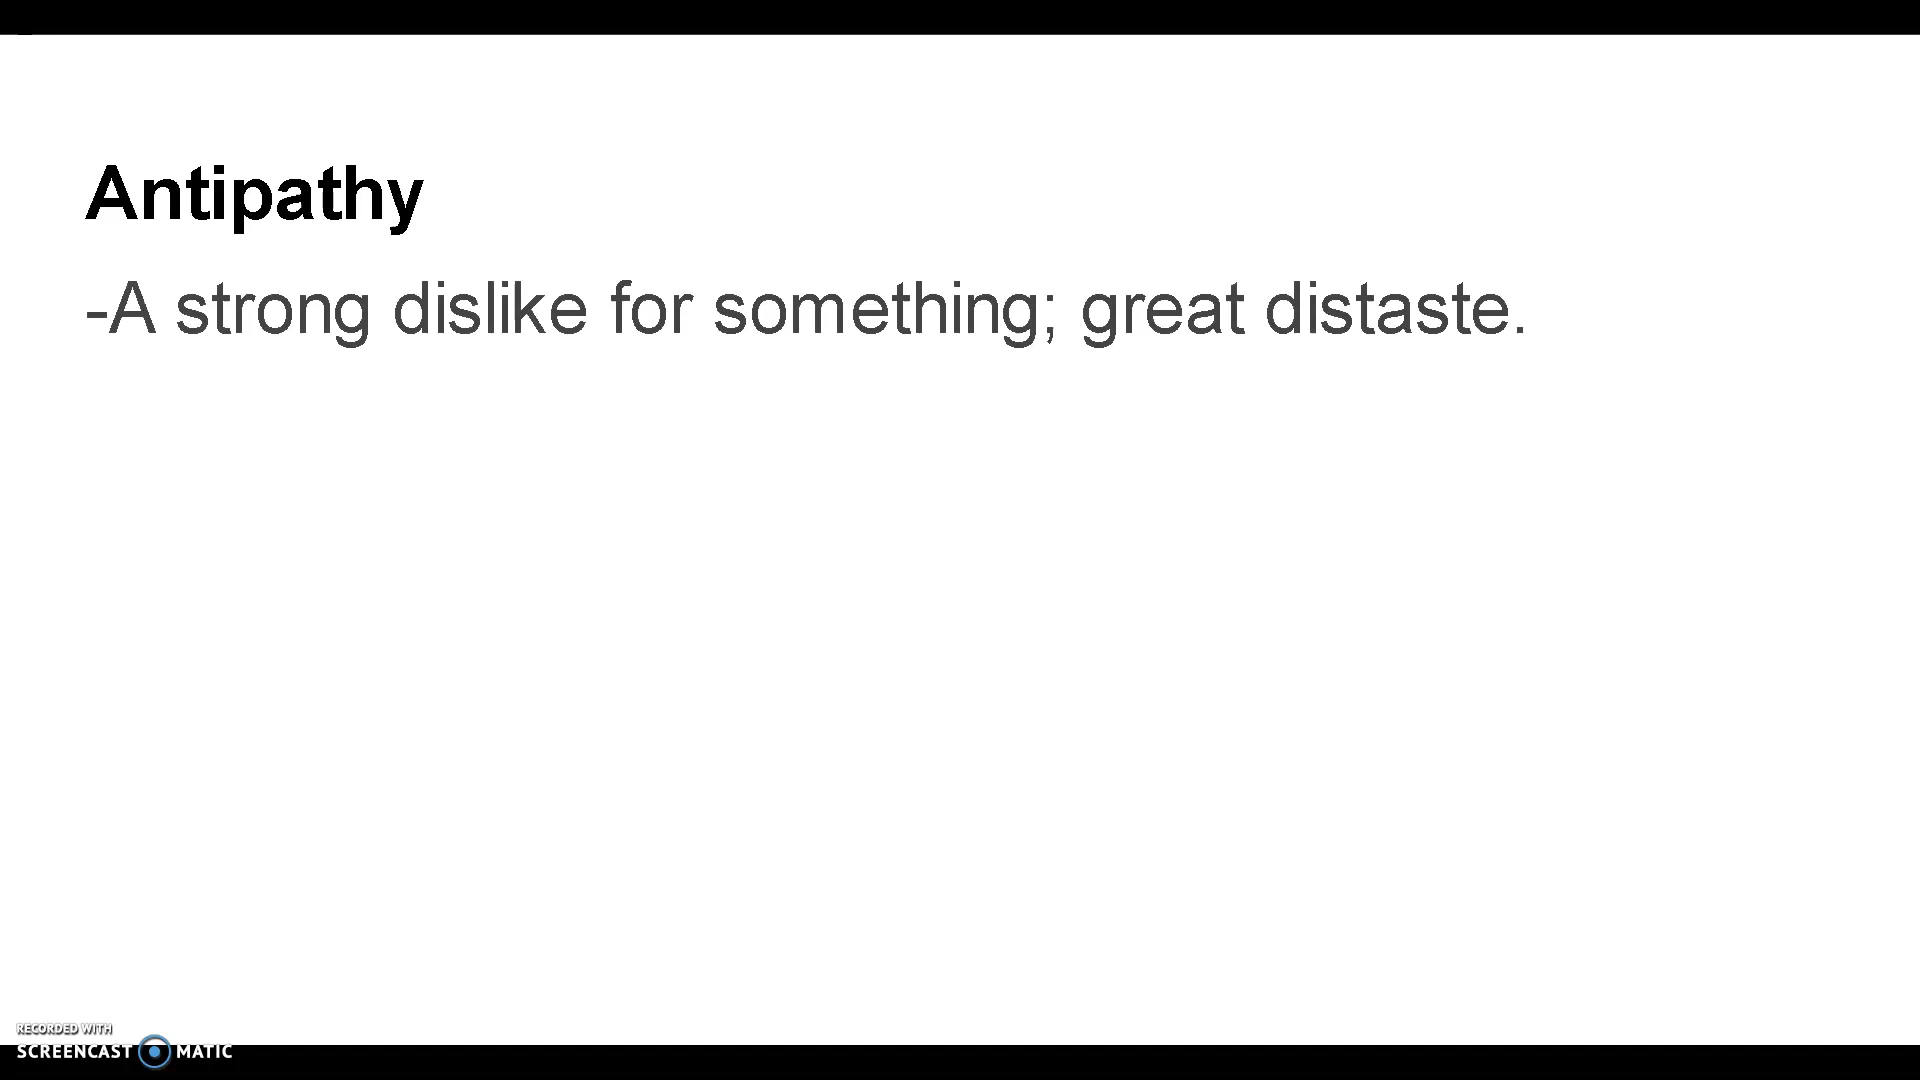 Antipathy
-A strong dislike for something; great distaste.
RECORDED WITH
SCREENCAST MATIC